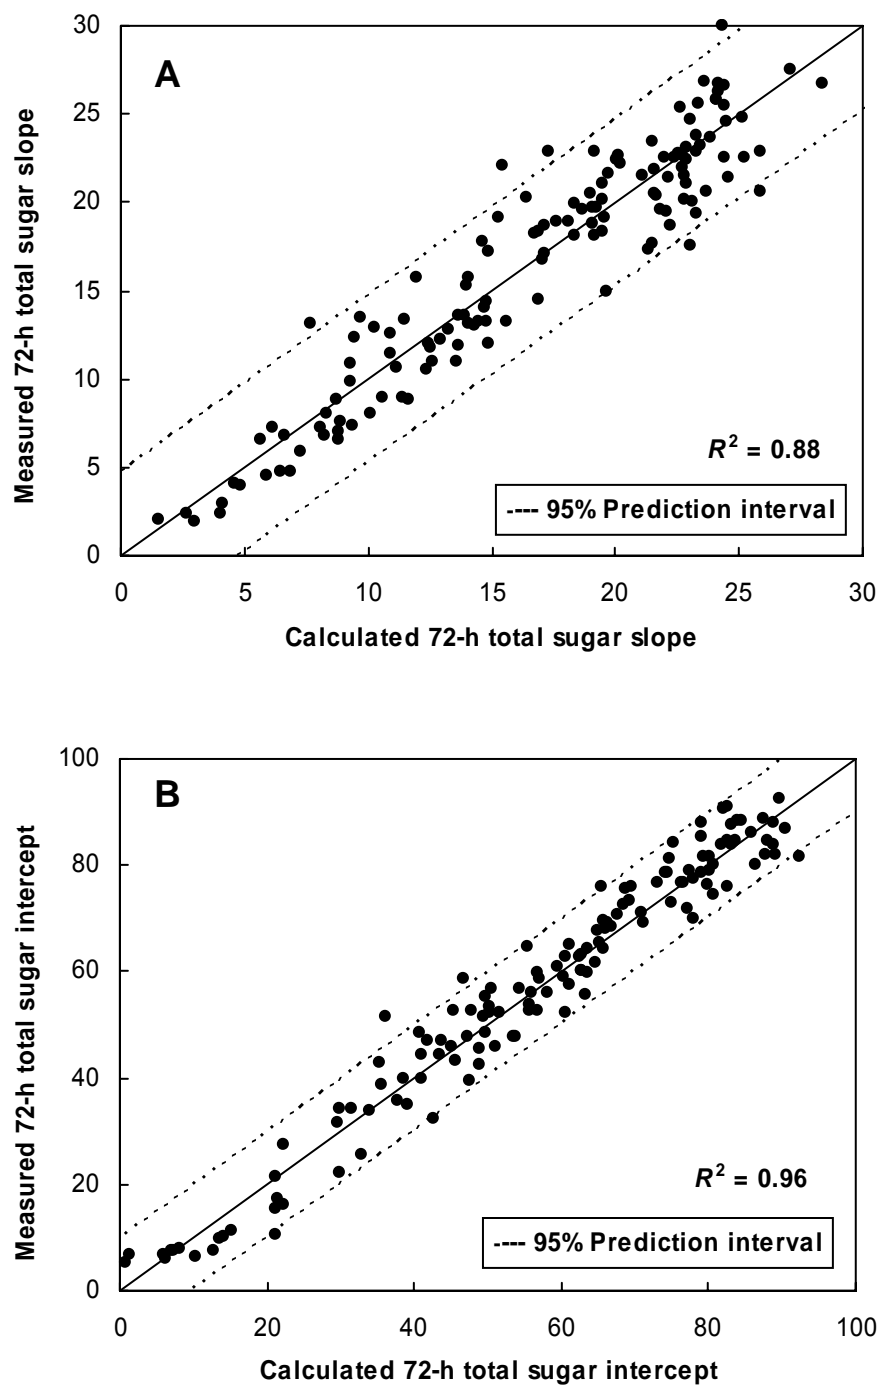 A
30
25
20
15
10
5
0
Measured 72-h total sugar slope
R² = 0.88
---- 95% Prediction interval
0 5 10 15 20 25 30
Calculated 72-h total sugar slope
B
100
80
60
40
20
0
Measured 72-h total sugar intercept
R² = 0.96
---- 95% Prediction interval
0 20 40 60 80 100
Calculated 72-h total sugar intercept